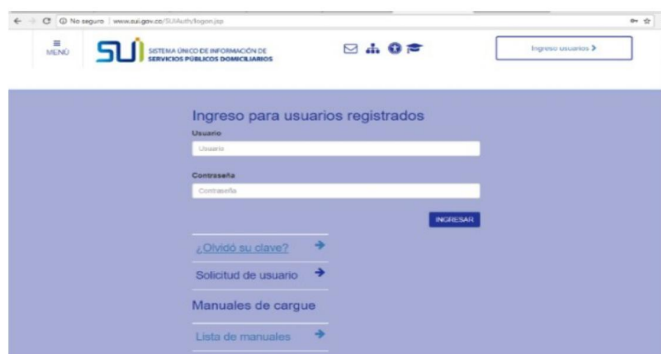 No seguro | www.sui.gov.co/SUIAuth/logon.jsp
MENÚ
SUI SISTEMA ÚNICO DE INFORMACIÓN DE
SERVICIOS PÚBLICOS DOMICILIARIOS
Ingreso usuarios
Ingreso para usuarios registrados
Usuario
Usuario
Contraseña
Contraseña
INGRESAR
¿Olvidó su clave?
Solicitud de usuario
Manuales de cargue
Lista de manuales